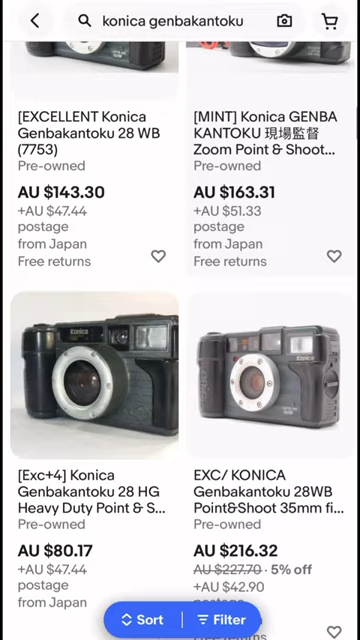 konica genbakantoku
[EXCELLENT Konica
Genbakantoku 28 WB
(7753)
Pre-owned
AU $143.30
+AU $47.44
postage
from Japan
Free returns
[MINT] Konica GENBA
KANTOKU 現場監督
Zoom Point & Shoot...
Pre-owned
AU $163.31
+AU $51.33
postage
from Japan
Free returns
Konica
Konica
[Exc+4] Konica
Genbakantoku 28 HG
Heavy Duty Point & S...
Pre-owned
AU $80.17
+AU $47.44
postage
from Japan
EXC/ KONICA
Genbakantoku 28WB
Point&Shoot 35mm fi...
Pre-owned
AU $216.32
AU $227.70 · 5% off
+AU $42.90
Sort
Filter